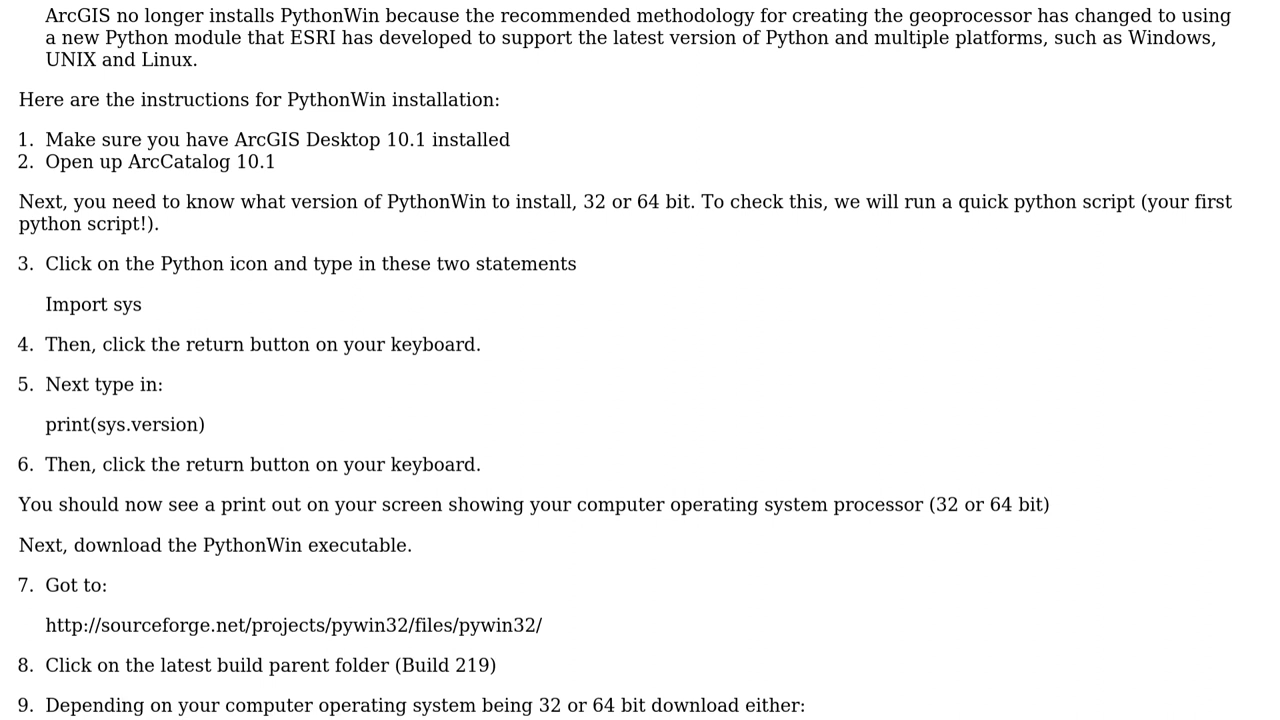 ArcGIS no longer installs PythonWin because the recommended methodology for creating the geoprocessor has changed to using
a new Python module that ESRI has developed to support the latest version of Python and multiple platforms, such as Windows,
UNIX and Linux.
Here are the instructions for PythonWin installation:
1. Make sure you have ArcGIS Desktop 10.1 installed
2. Open up ArcCatalog 10.1
Next, you need to know what version of PythonWin to install, 32 or 64 bit. To check this, we will run a quick python script (your first
python script!).
3. Click on the Python icon and type in these two statements
Import sys
4. Then, click the return button on your keyboard.
5. Next type in:
print(sys.version)
6. Then, click the return button on your keyboard.
You should now see a print out on your screen showing your computer operating system processor (32 or 64 bit)
Next, download the PythonWin executable.
7. Got to:
http://sourceforge.net/projects/pywin32/files/pywin32/
8. Click on the latest build parent folder (Build 219)
9. Depending on your computer operating system being 32 or 64 bit download either: